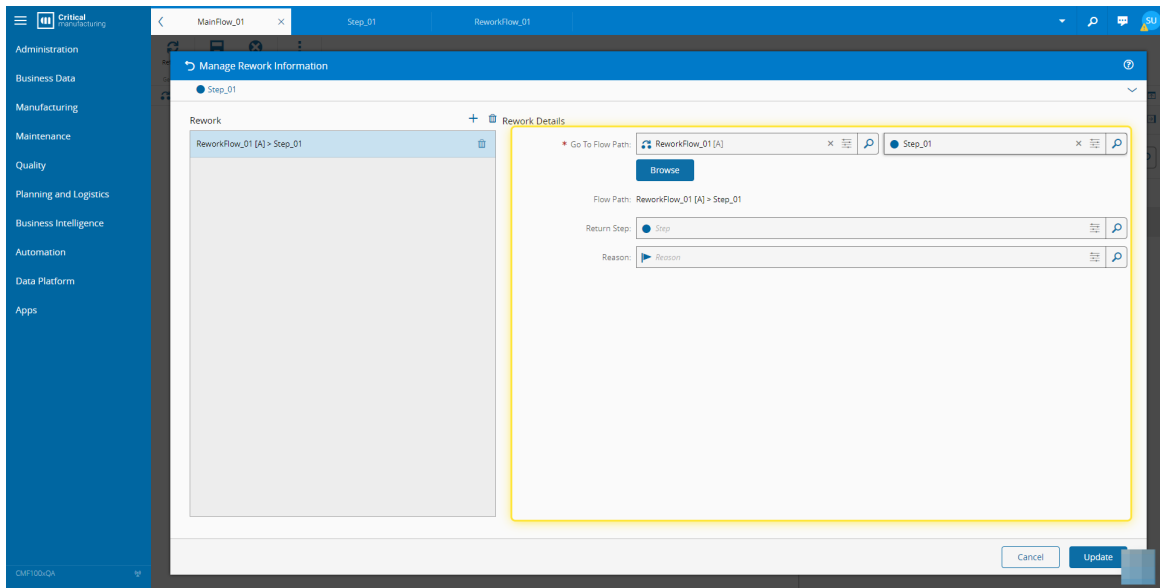 Critical
manufacturing
MainFlow_01
Step_01
ReworkFlow_01
SU
Administration
Business Data
Manufacturing
Maintenance
Quality
Planning and Logistics
Business Intelligence
Automation
Data Platform
Apps
CMF100xQA
Manage Rework Information
Step_01
Rework
ReworkFlow_01 [A] > Step_01
Rework Details
* Go To Flow Path: ReworkFlow_01 [A] Step_01
Browse
Flow Path: ReworkFlow_01 [A] > Step_01
Return Step: Step
Reason: Reason
Cancel Update